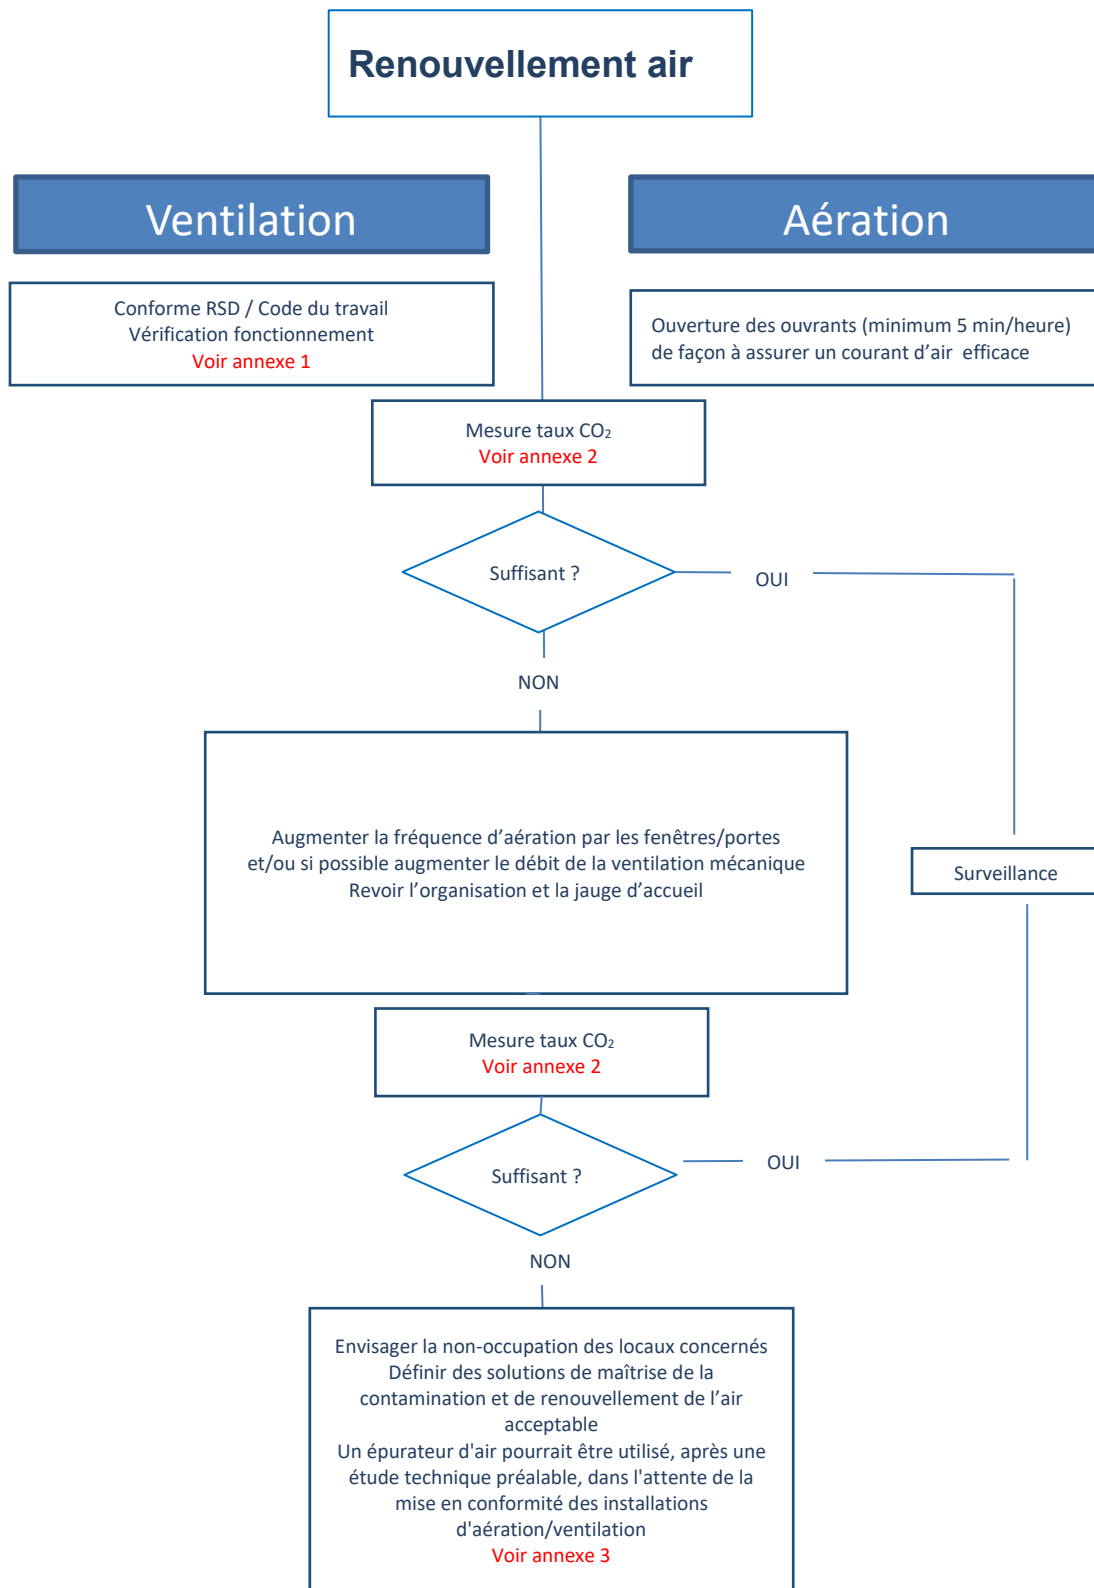 Renouvellement air
Ventilation
Aération
Conforme RSD / Code du travail
Vérification fonctionnement
Voir annexe 1
Ouverture des ouvrants (minimum 5 min/heure)
de façon à assurer un courant d’air efficace
Mesure taux CO₂
Voir annexe 2
Suffisant ?
OUI
NON
Augmenter la fréquence d’aération par les fenêtres/portes
et/ou si possible augmenter le débit de la ventilation mécanique
Revoir l’organisation et la jauge d’accueil
Surveillance
Mesure taux CO₂
Voir annexe 2
Suffisant ?
OUI
NON
Envisager la non-occupation des locaux concernés
Définir des solutions de maîtrise de la
contamination et de renouvellement de l’air
acceptable
Un épurateur d'air pourrait être utilisé, après une
étude technique préalable, dans l'attente de la
mise en conformité des installations
d'aération/ventilation
Voir annexe 3